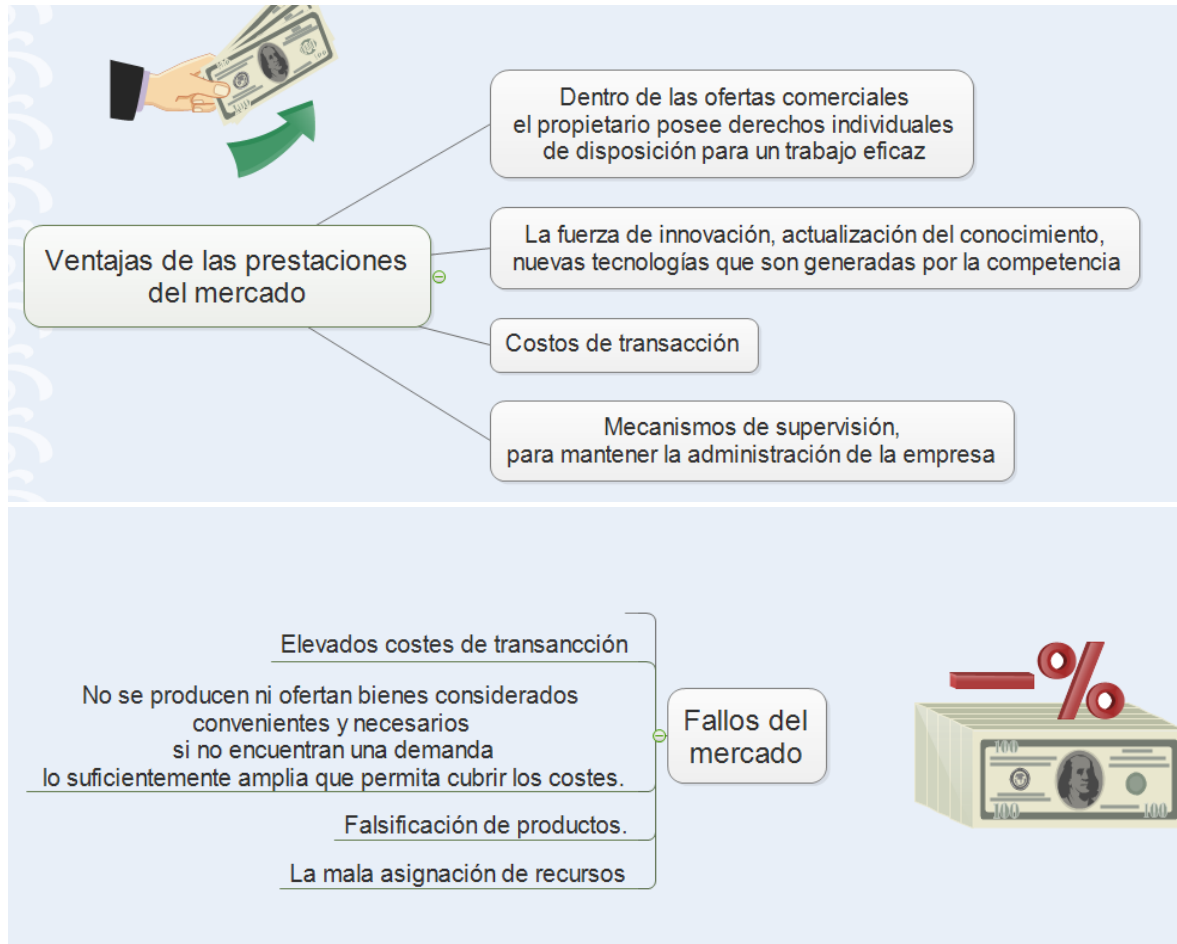 Ventajas de las prestaciones
del mercado
Dentro de las ofertas comerciales
el propietario posee derechos individuales
de disposición para un trabajo eficaz
La fuerza de innovación, actualización del conocimiento,
nuevas tecnologías que son generadas por la competencia
Costos de transacción
Mecanismos de supervisión,
para mantener la administración de la empresa
Fallos del
mercado
Elevados costes de transancción
No se producen ni ofertan bienes considerados
convenientes y necesarios
si no encuentran una demanda
lo suficientemente amplia que permita cubrir los costes.
Falsificación de productos.
La mala asignación de recursos
%
100
100
100